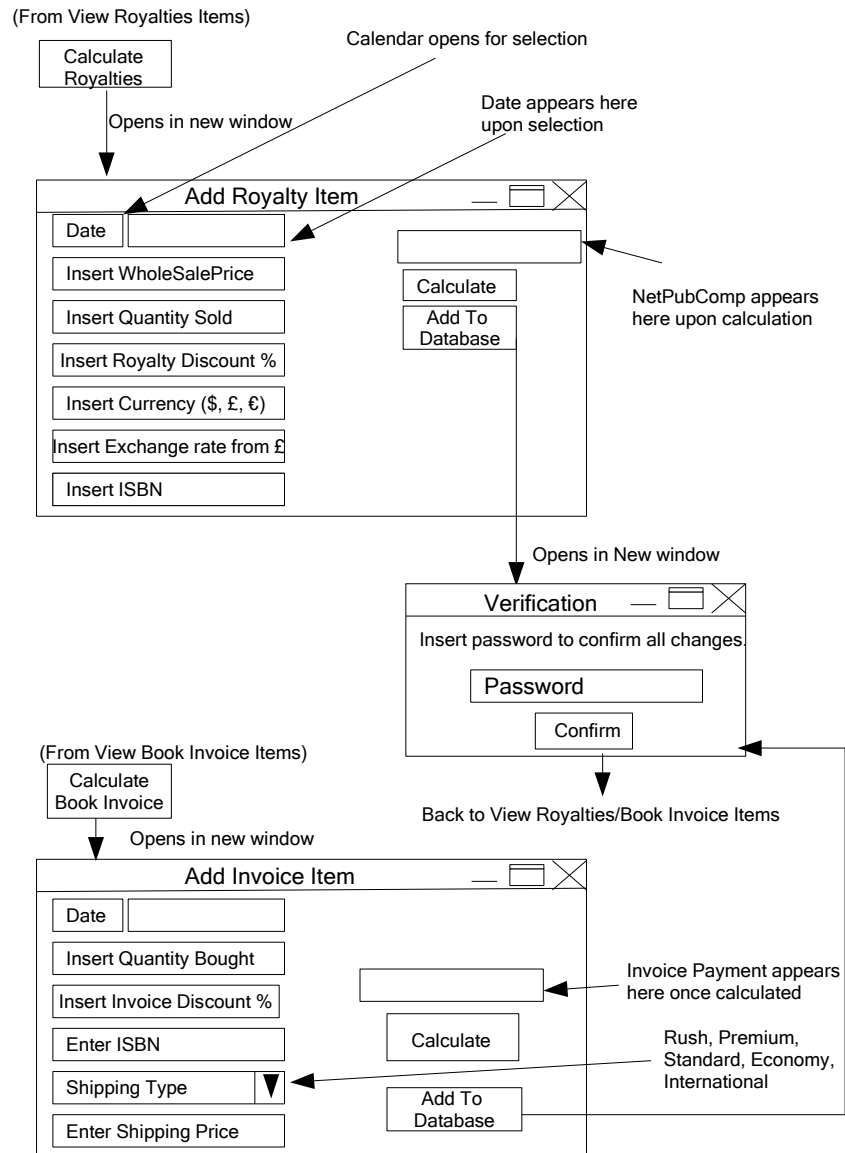 (From View Royalties Items)
Calendar opens for selection
Calculate
Royalties
Date appears here
upon selection
Opens in new window
Add Royalty Item
Date
Insert WholeSalePrice
Insert Quantity Sold
Insert Royalty Discount %
Insert Currency ($, £, €)
Insert Exchange rate from £
Insert ISBN
Calculate
Add To
Database
NetPubComp appears
here upon calculation
Opens in New window
Verification
Insert password to confirm all changes.
Password
Confirm
Back to View Royalties/Book Invoice Items
(From View Book Invoice Items)
Calculate
Book Invoice
Opens in new window
Add Invoice Item
Date
Insert Quantity Bought
Insert Invoice Discount %
Enter ISBN
Shipping Type
Enter Shipping Price
Calculate
Add To
Database
Invoice Payment appears
here once calculated
Rush, Premium,
Standard, Economy,
International